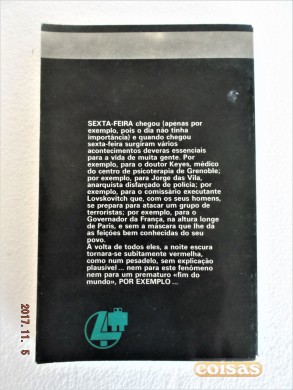 SEXTA-FEIRA chegou (apenas por
exemplo, pois o dia não tinha
importância) e quando chegou
sexta-feira surgiram vários
acontecimentos deveras essenciais
para a vida de muita gente. Por
exemplo, para o doutor Keyes, médico
do centro de psicoterapia de Grenoble;
por exemplo, para Jorge das Vila,
anarquista disfarçado de polícia; por
exemplo, para o comissário executante
Lovskovitch que, com os seus homens,
se prepara para atacar um grupo de
terroristas; por exemplo, para o
Governador da França, na altura longe
de Paris, e sem a máscara que lhe dá
as feições bem conhecidas do seu
povo.
À volta de todos eles, a noite escura
tornara-se subitamente vermelha,
como num pesadelo, sem explicação
plausível ... nem para este fenómeno
nem para um prematuro «fim do
mundo», POR EXEMPLO ...
2017. 11. 5
coisas